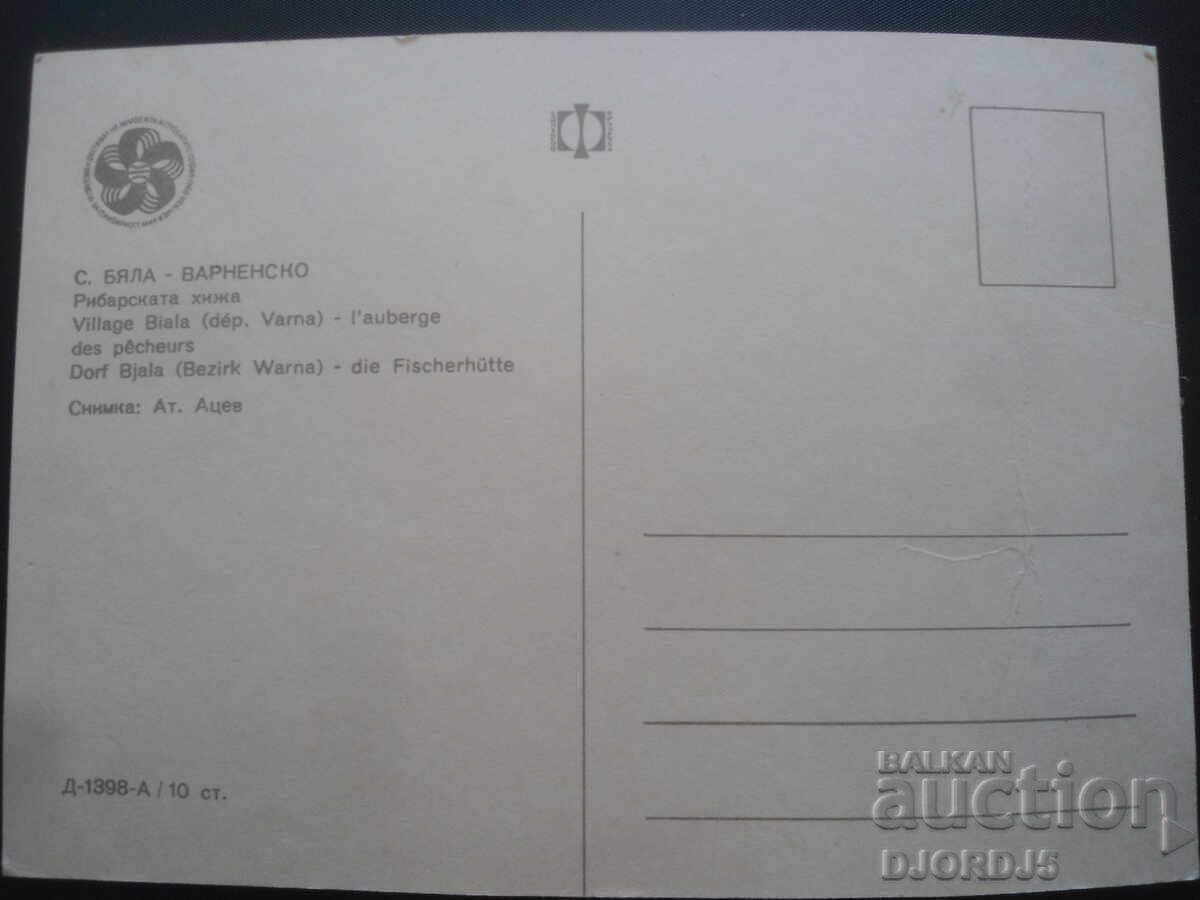 С. БЯЛА - ВАРНЕНСКО
Рибарската хижа
Village Biala (dép. Varna) - l'auberge
des pêcheurs
Dorf Bjala (Bezirk Warna) - die Fischerhütte
Снимка: Ат. Ацев
Д-1398-А / 10 ст.
BALKAN
auction
DJORDJ5